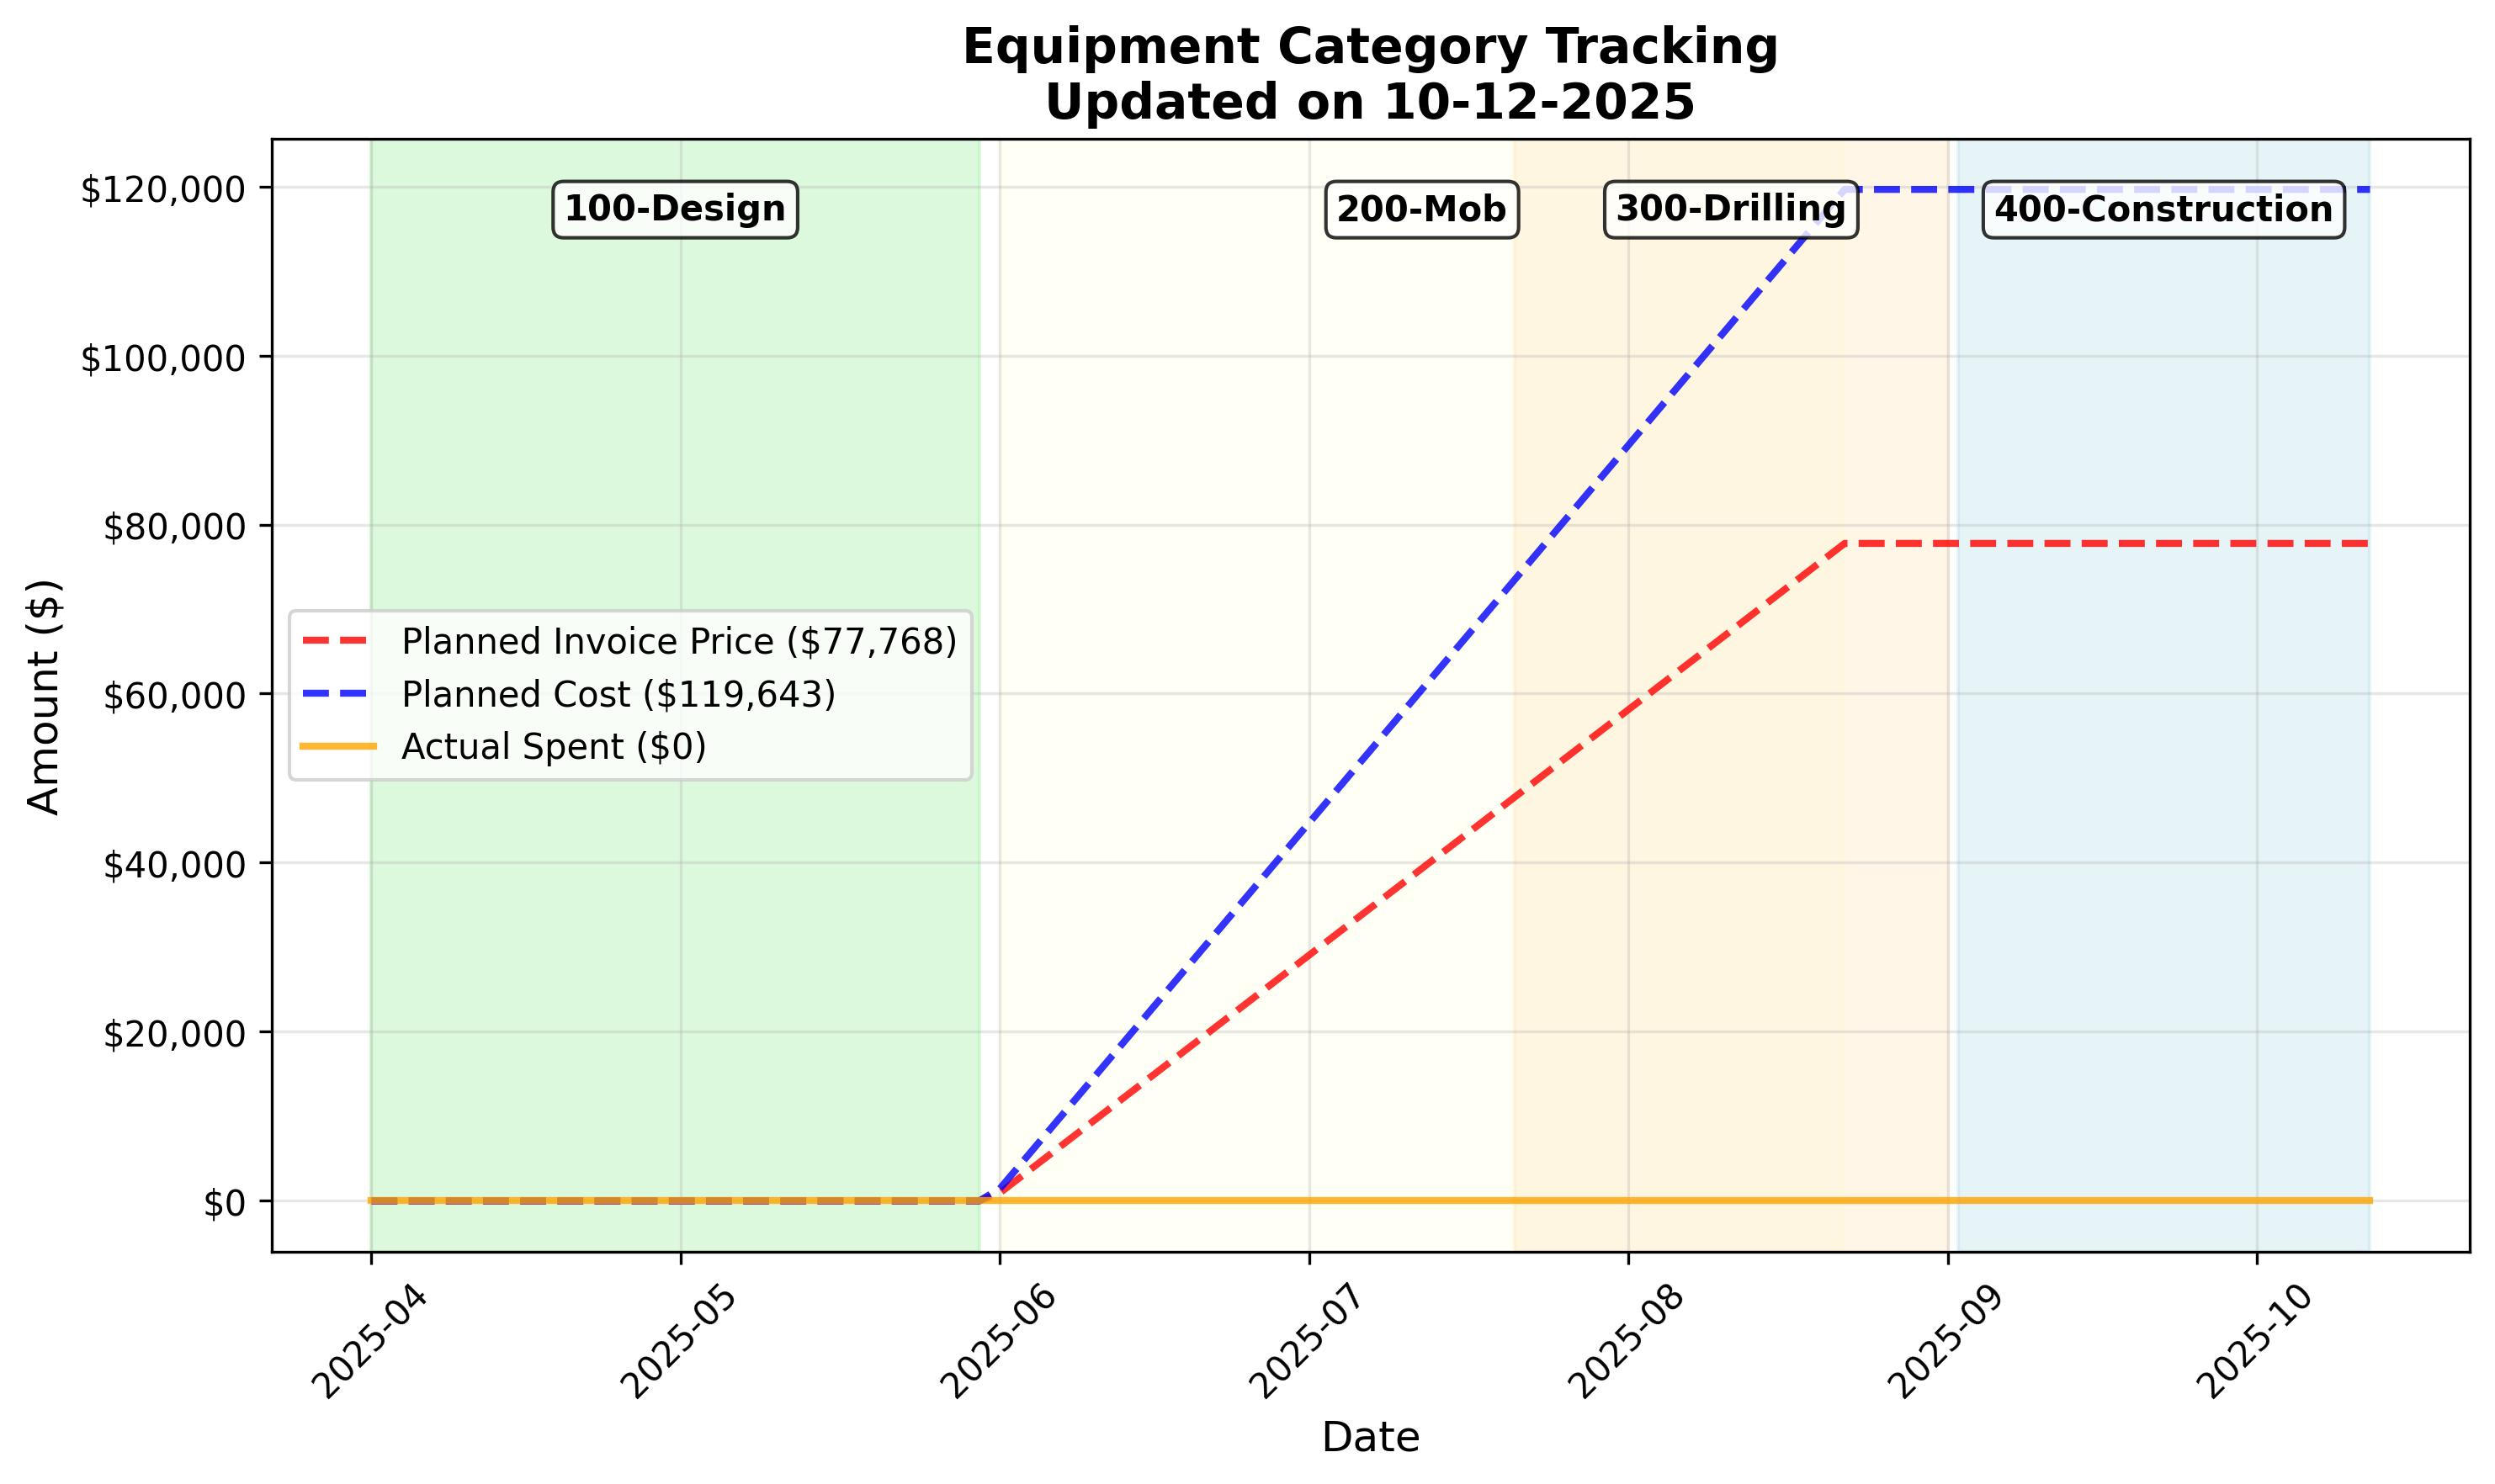 Equipment Category Tracking
Updated on 10-12-2025
$120,000
$100,000
$80,000
$60,000
$40,000
$20,000
$0
Amount ($)
100-Design
200-Mob
300-Drilling
400-Construction
Planned Invoice Price ($77,768)
Planned Cost ($119,643)
Actual Spent ($0)
2025-04
2025-05
2025-06
2025-07
2025-08
2025-09
2025-10
Date